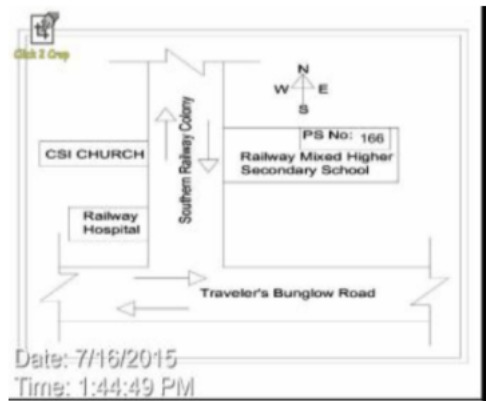 Click 2 Crop
N
W E
S
PS No: 166
CSI CHURCH
Southern Railway Colony
Railway Mixed Higher
Secondary School
Railway
Hospital
Traveler's Bunglow Road
Date: 7/16/2015
Time: 1:44:49 PM